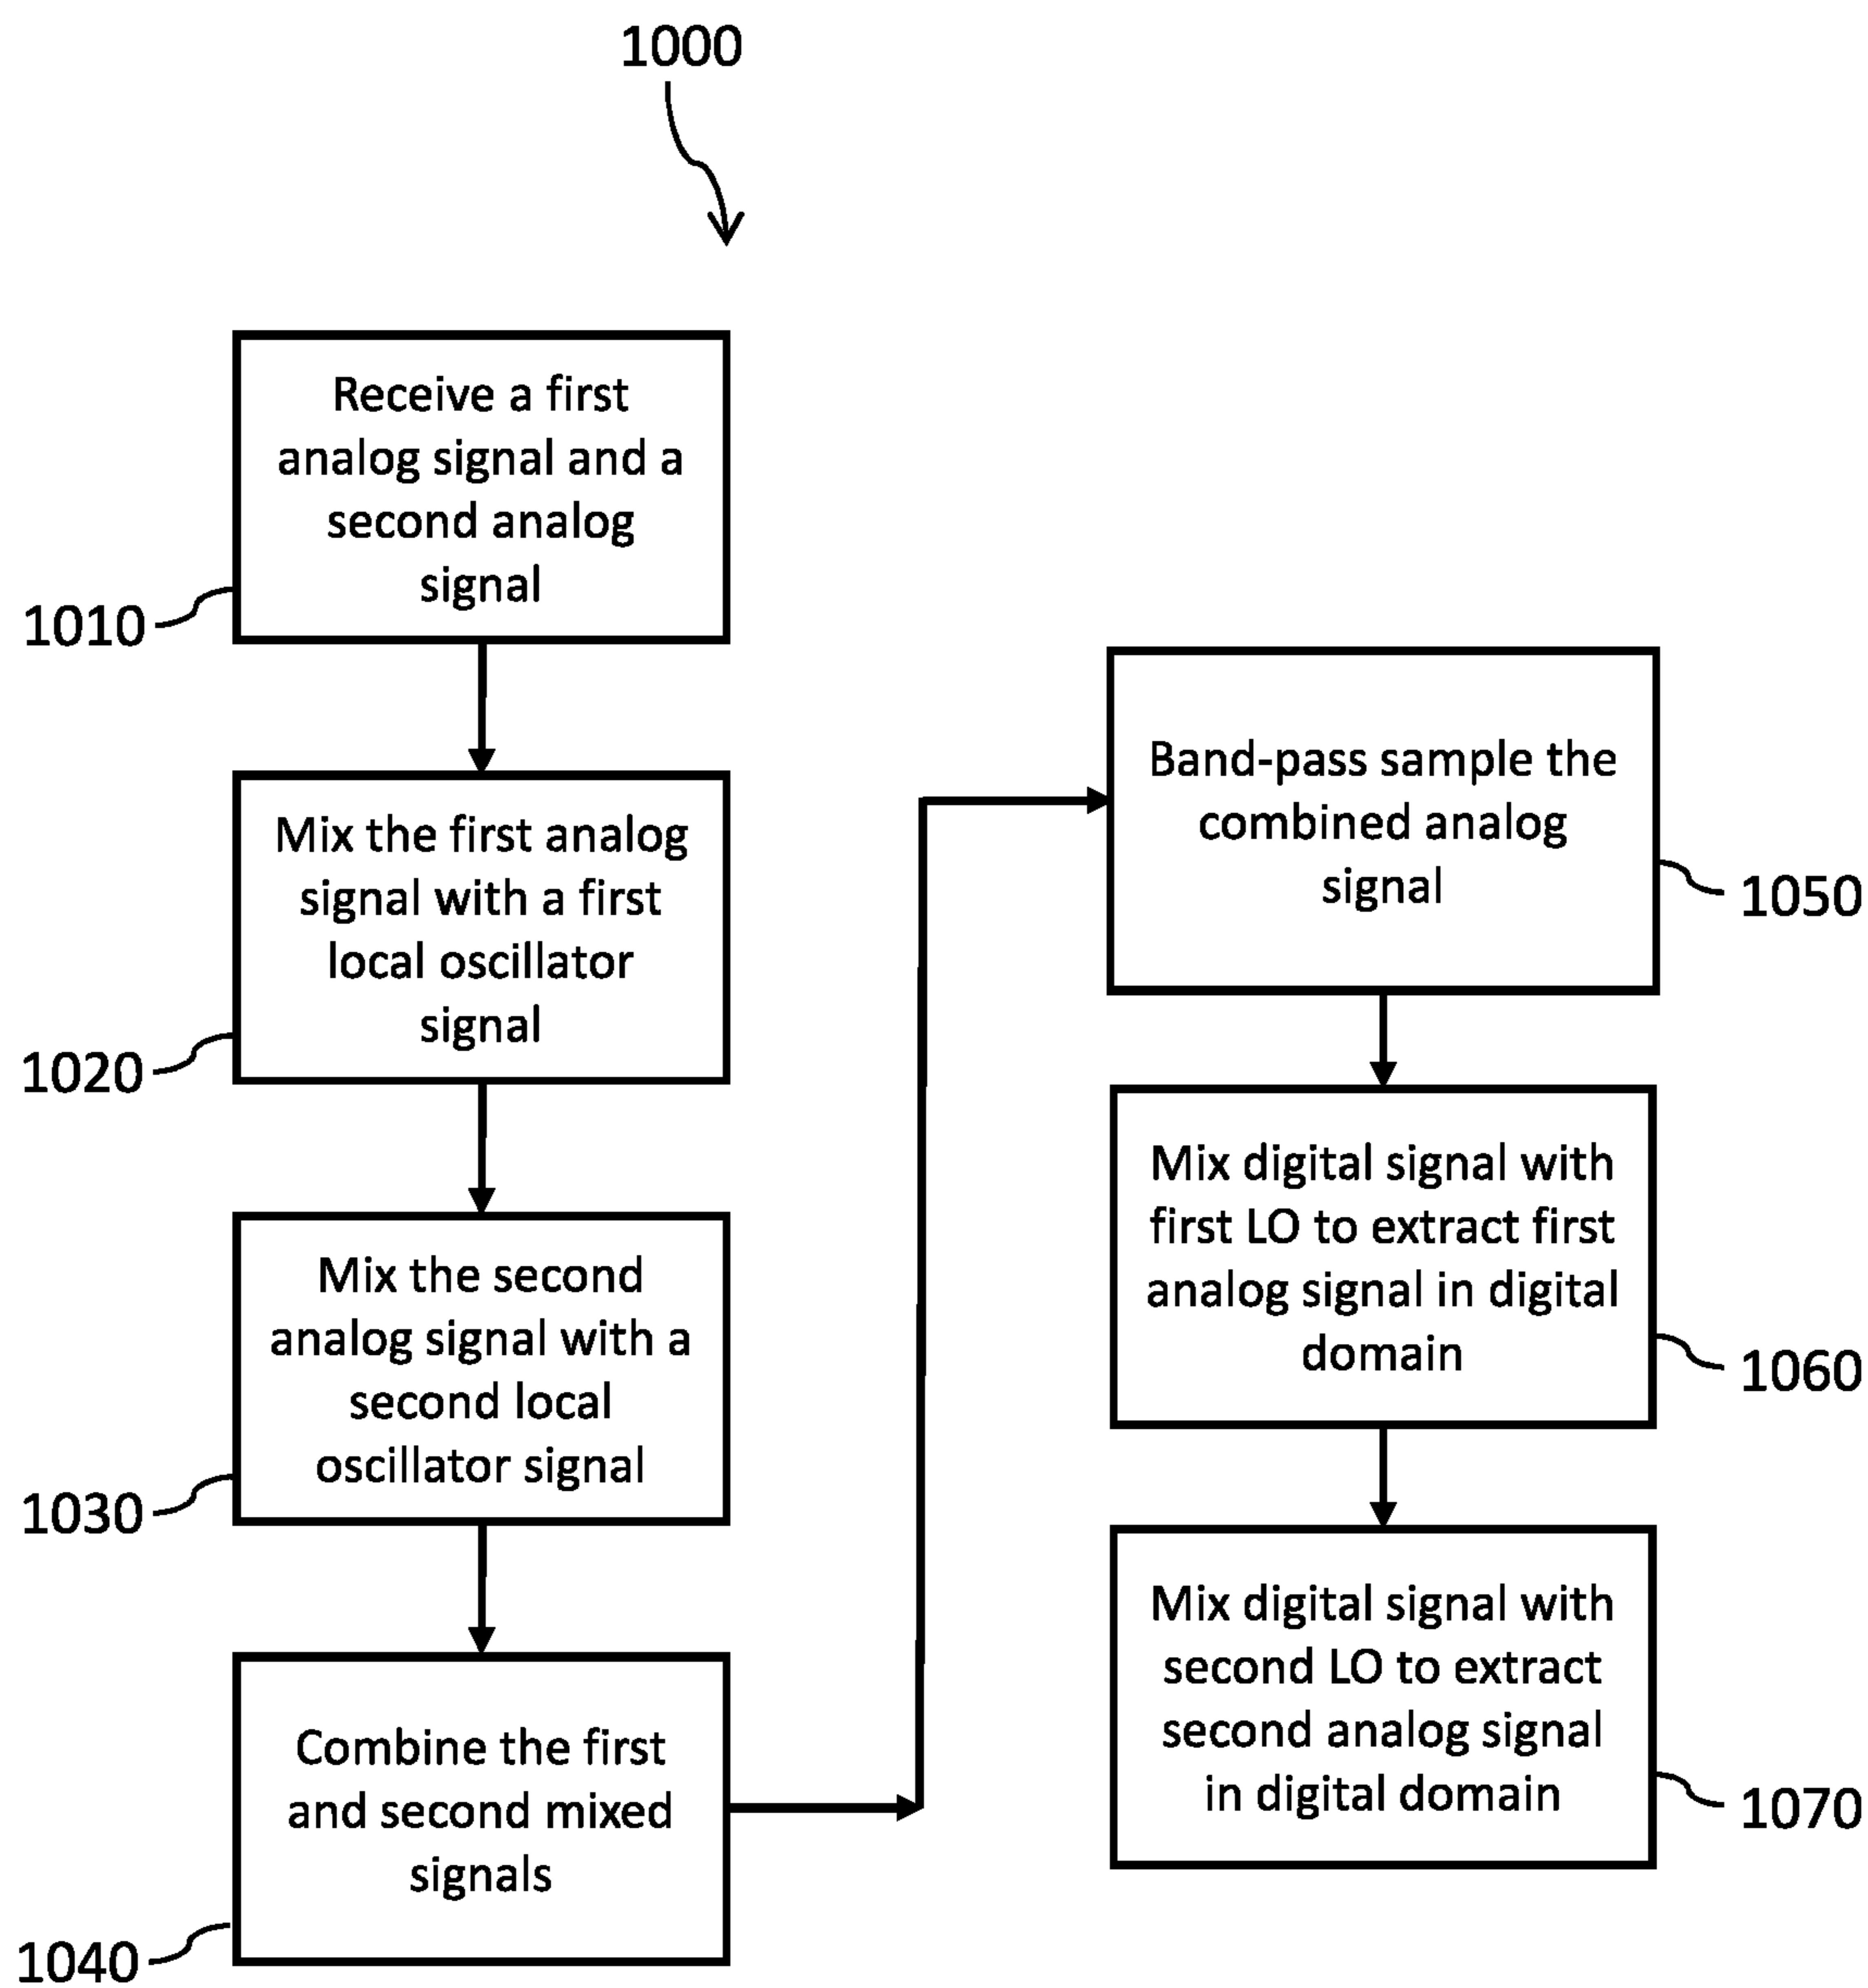 1000
Receive a first
analog signal and a
second analog
signal
1010
Mix the first analog
signal with a first
local oscillator
signal
1020
Mix the second
analog signal with a
second local
oscillator signal
1030
Combine the first
and second mixed
signals
1040
Band-pass sample the
combined analog
signal
1050
Mix digital signal with
first LO to extract first
analog signal in digital
domain
1060
Mix digital signal with
second LO to extract
second analog signal
in digital domain
1070